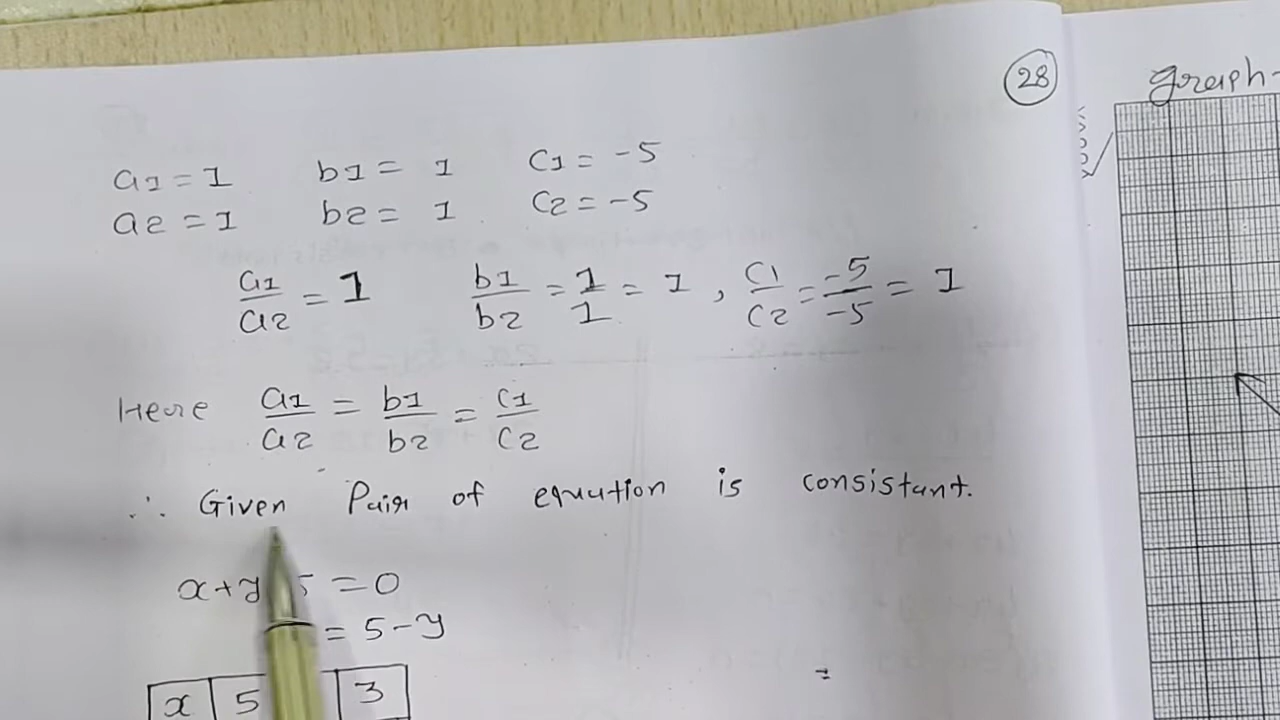 28
graph-
a1 = 1 b1 = 1 c1 = -5
a2 = 1 b2 = 1 c2 = -5
a1/a2 = 1 b1/b2 = 1/1 = 1 , c1/c2 = -5/-5 = 1
Here a1/a2 = b1/b2 = c1/c2
∴ Given Pair of equation is consistant.
x+y 5 = 0
= 5-y
x 5 3